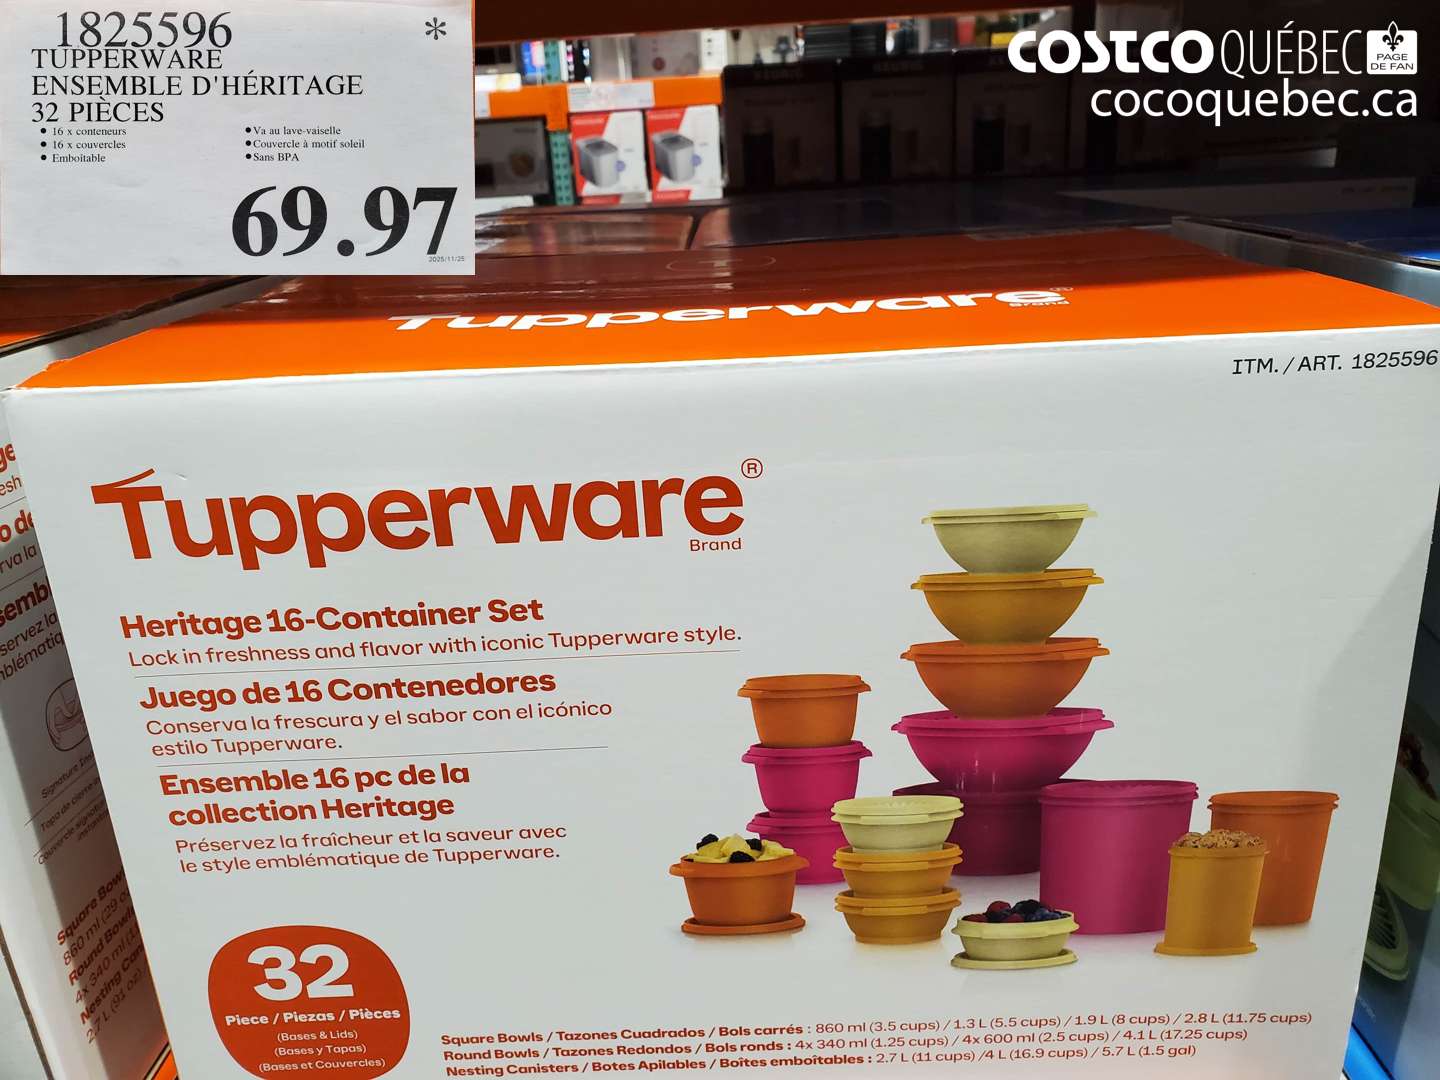 1825596 *
TUPPERWARE
ENSEMBLE D'HÉRITAGE
32 PIÈCES
• 16 x conteneurs
• 16 x couvercles
• Emboîtable
• Va au lave-vaiselle
• Couvercle à motif soleil
• Sans BPA
69.97
2025/11/25
COSTCO QUÉBEC PAGE DE FAN
cocoquebec.ca
Tupperware®
Brand
ITM. / ART. 1825596
Tupperware®
Brand
Heritage 16-Container Set
Lock in freshness and flavor with iconic Tupperware style.
Juego de 16 Contenedores
Conserva la frescura y el sabor con el icónico
estilo Tupperware.
Ensemble 16 pc de la
collection Heritage
Préservez la fraîcheur et la saveur avec
le style emblématique de Tupperware.
32
Piece / Piezas / Pièces
(Bases & Lids)
(Bases y Tapas)
(Bases et Couvercles)
Square Bowls / Tazones Cuadrados / Bols carrés : 860 ml (3.5 cups) / 1.3 L (5.5 cups) / 1.9 L (8 cups) / 2.8 L (11.75 cups)
Round Bowls / Tazones Redondos / Bols ronds : 4x 340 ml (1.25 cups) / 4x 600 ml (2.5 cups) / 4.1 L (17.25 cups)
Nesting Canisters / Botes Apilables / Boîtes emboîtables : 2.7 L (11 cups) / 4 L (16.9 cups) / 5.7 L (1.5 gal)